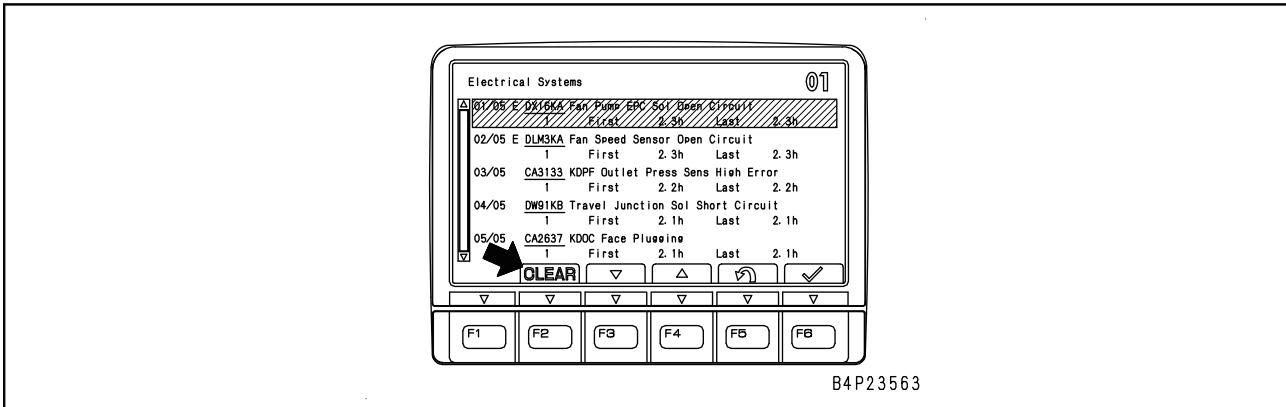 Electrical Systems 01
01/05 E DX16KA Fan Pump EPC Sol Open Circuit
1 First 2.3h Last 2.3h
02/05 E DLM3KA Fan Speed Sensor Open Circuit
1 First 2.3h Last 2.3h
03/05 CA3133 KDPF Outlet Press Sens High Error
1 First 2.2h Last 2.2h
04/05 DW91KB Travel Junction Sol Short Circuit
1 First 2.1h Last 2.1h
05/05 CA2637 KDOC Face Plugging
1 First 2.1h Last 2.1h
CLEAR
F1 F2 F3 F4 F5 F6
B4P23563